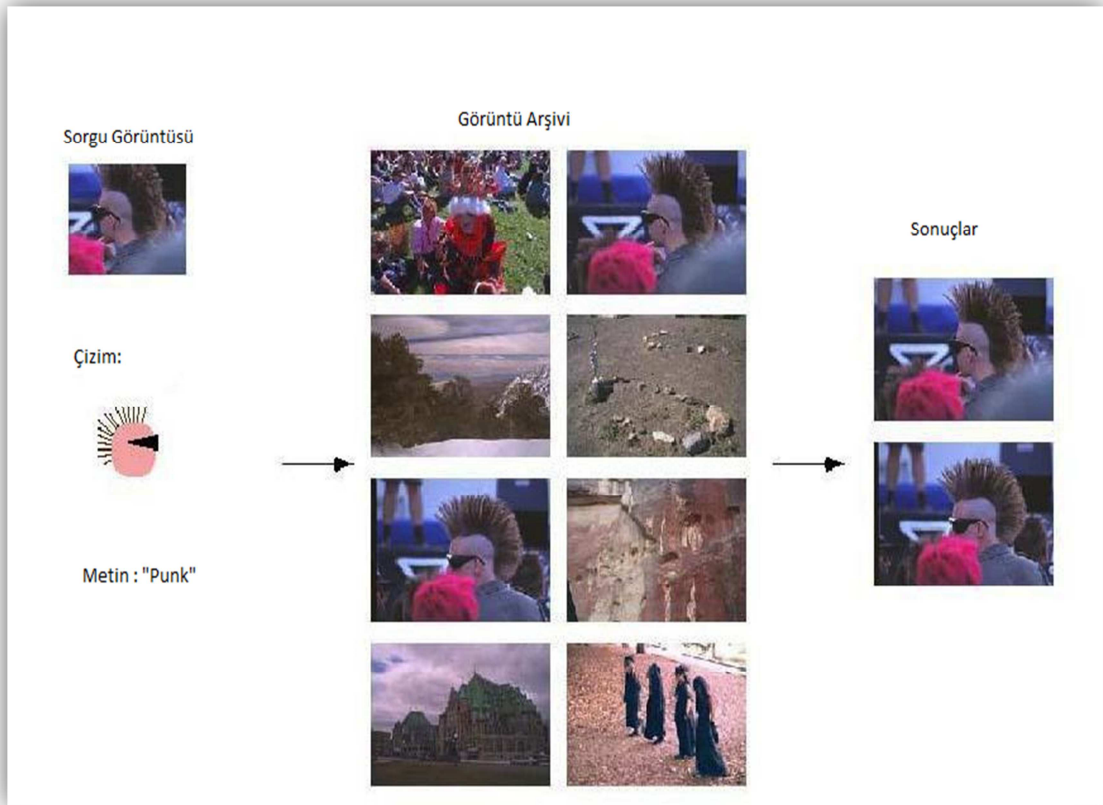 Sorgu Görüntüsü
Çizim:
Metin : "Punk"
Görüntü Arşivi
Sonuçlar